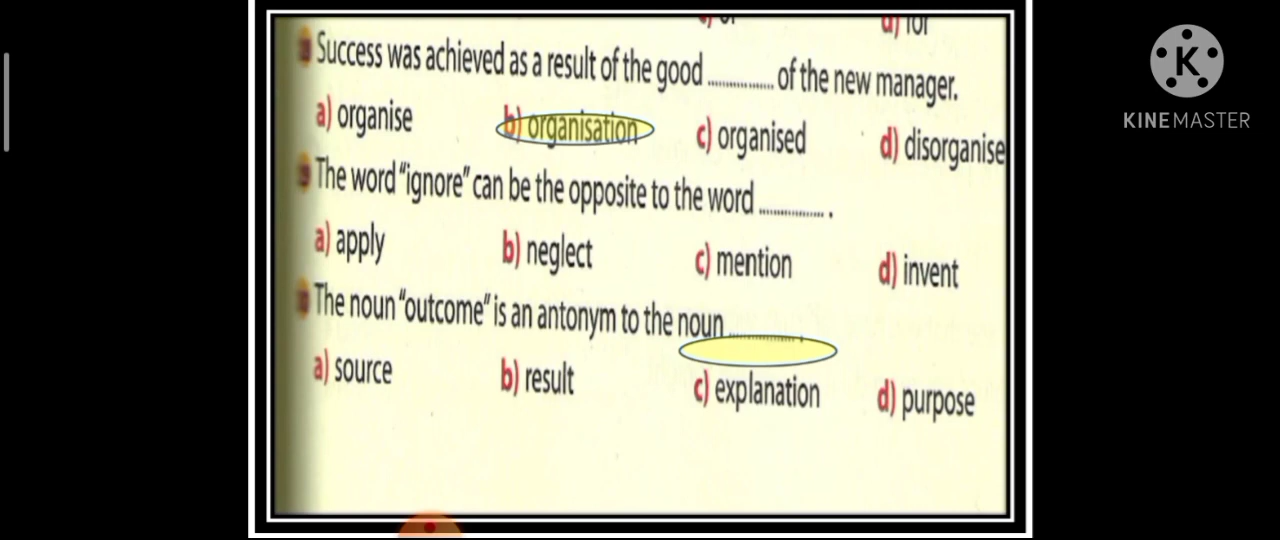 d) for
Success was achieved as a result of the good ............... of the new manager.
a) organise b) organisation c) organised d) disorganise
The word "ignore" can be the opposite to the word ............... .
a) apply b) neglect c) mention d) invent
The noun "outcome" is an antonym to the noun ............... .
a) source b) result c) explanation d) purpose
K
KINEMASTER